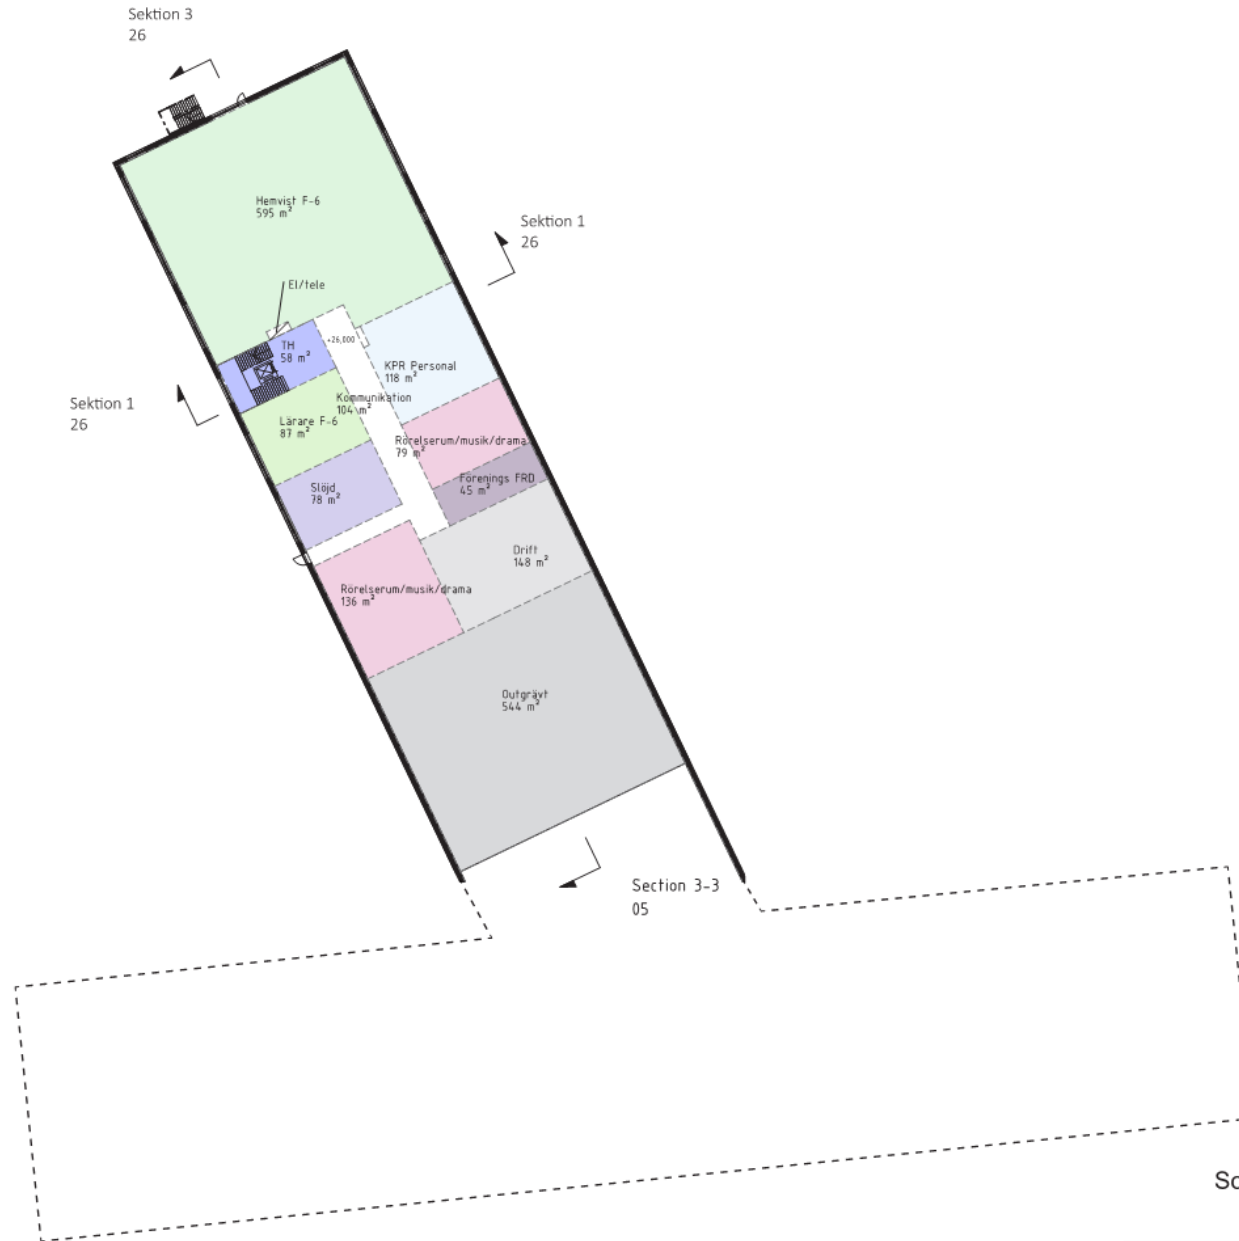 Sektion 3
26
Hemvist F-6
595 m²
Sektion 1
26
El/tele
TH
58 m²
+26,000
KPR Personal
118 m²
Sektion 1
26
Kommunikation
104 m²
Lärare F-6
87 m²
Rörelserum/musik/drama
79 m²
Förenings FRD
45 m²
Slöjd
78 m²
Drift
148 m²
Rörelserum/musik/drama
136 m²
Outgrävt
544 m²
Section 3-3
05